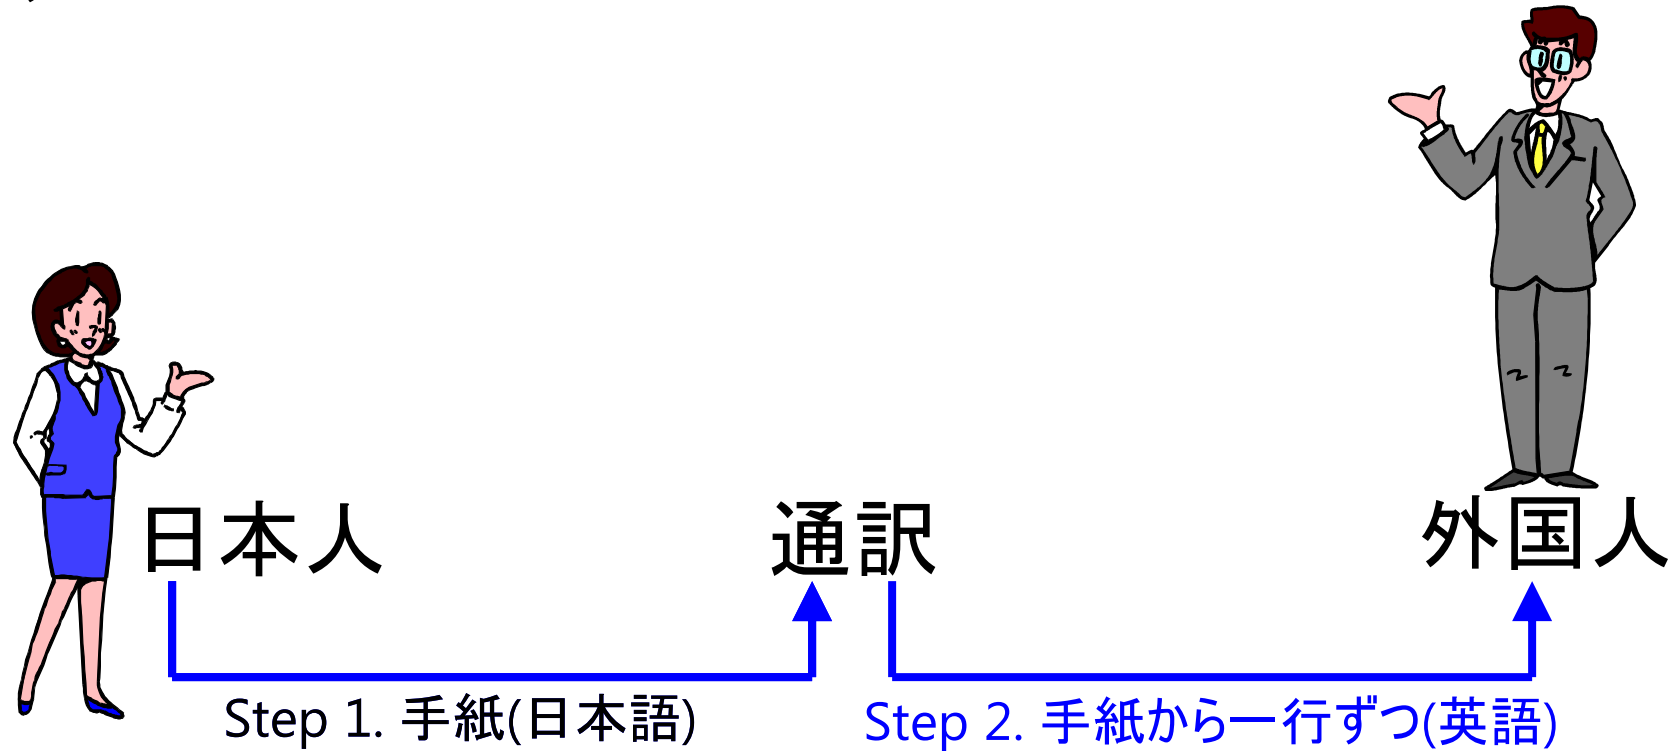 日本人
通訳
外国人
Step 1. 手紙(日本語)
Step 2. 手紙から一行ずつ(英語)